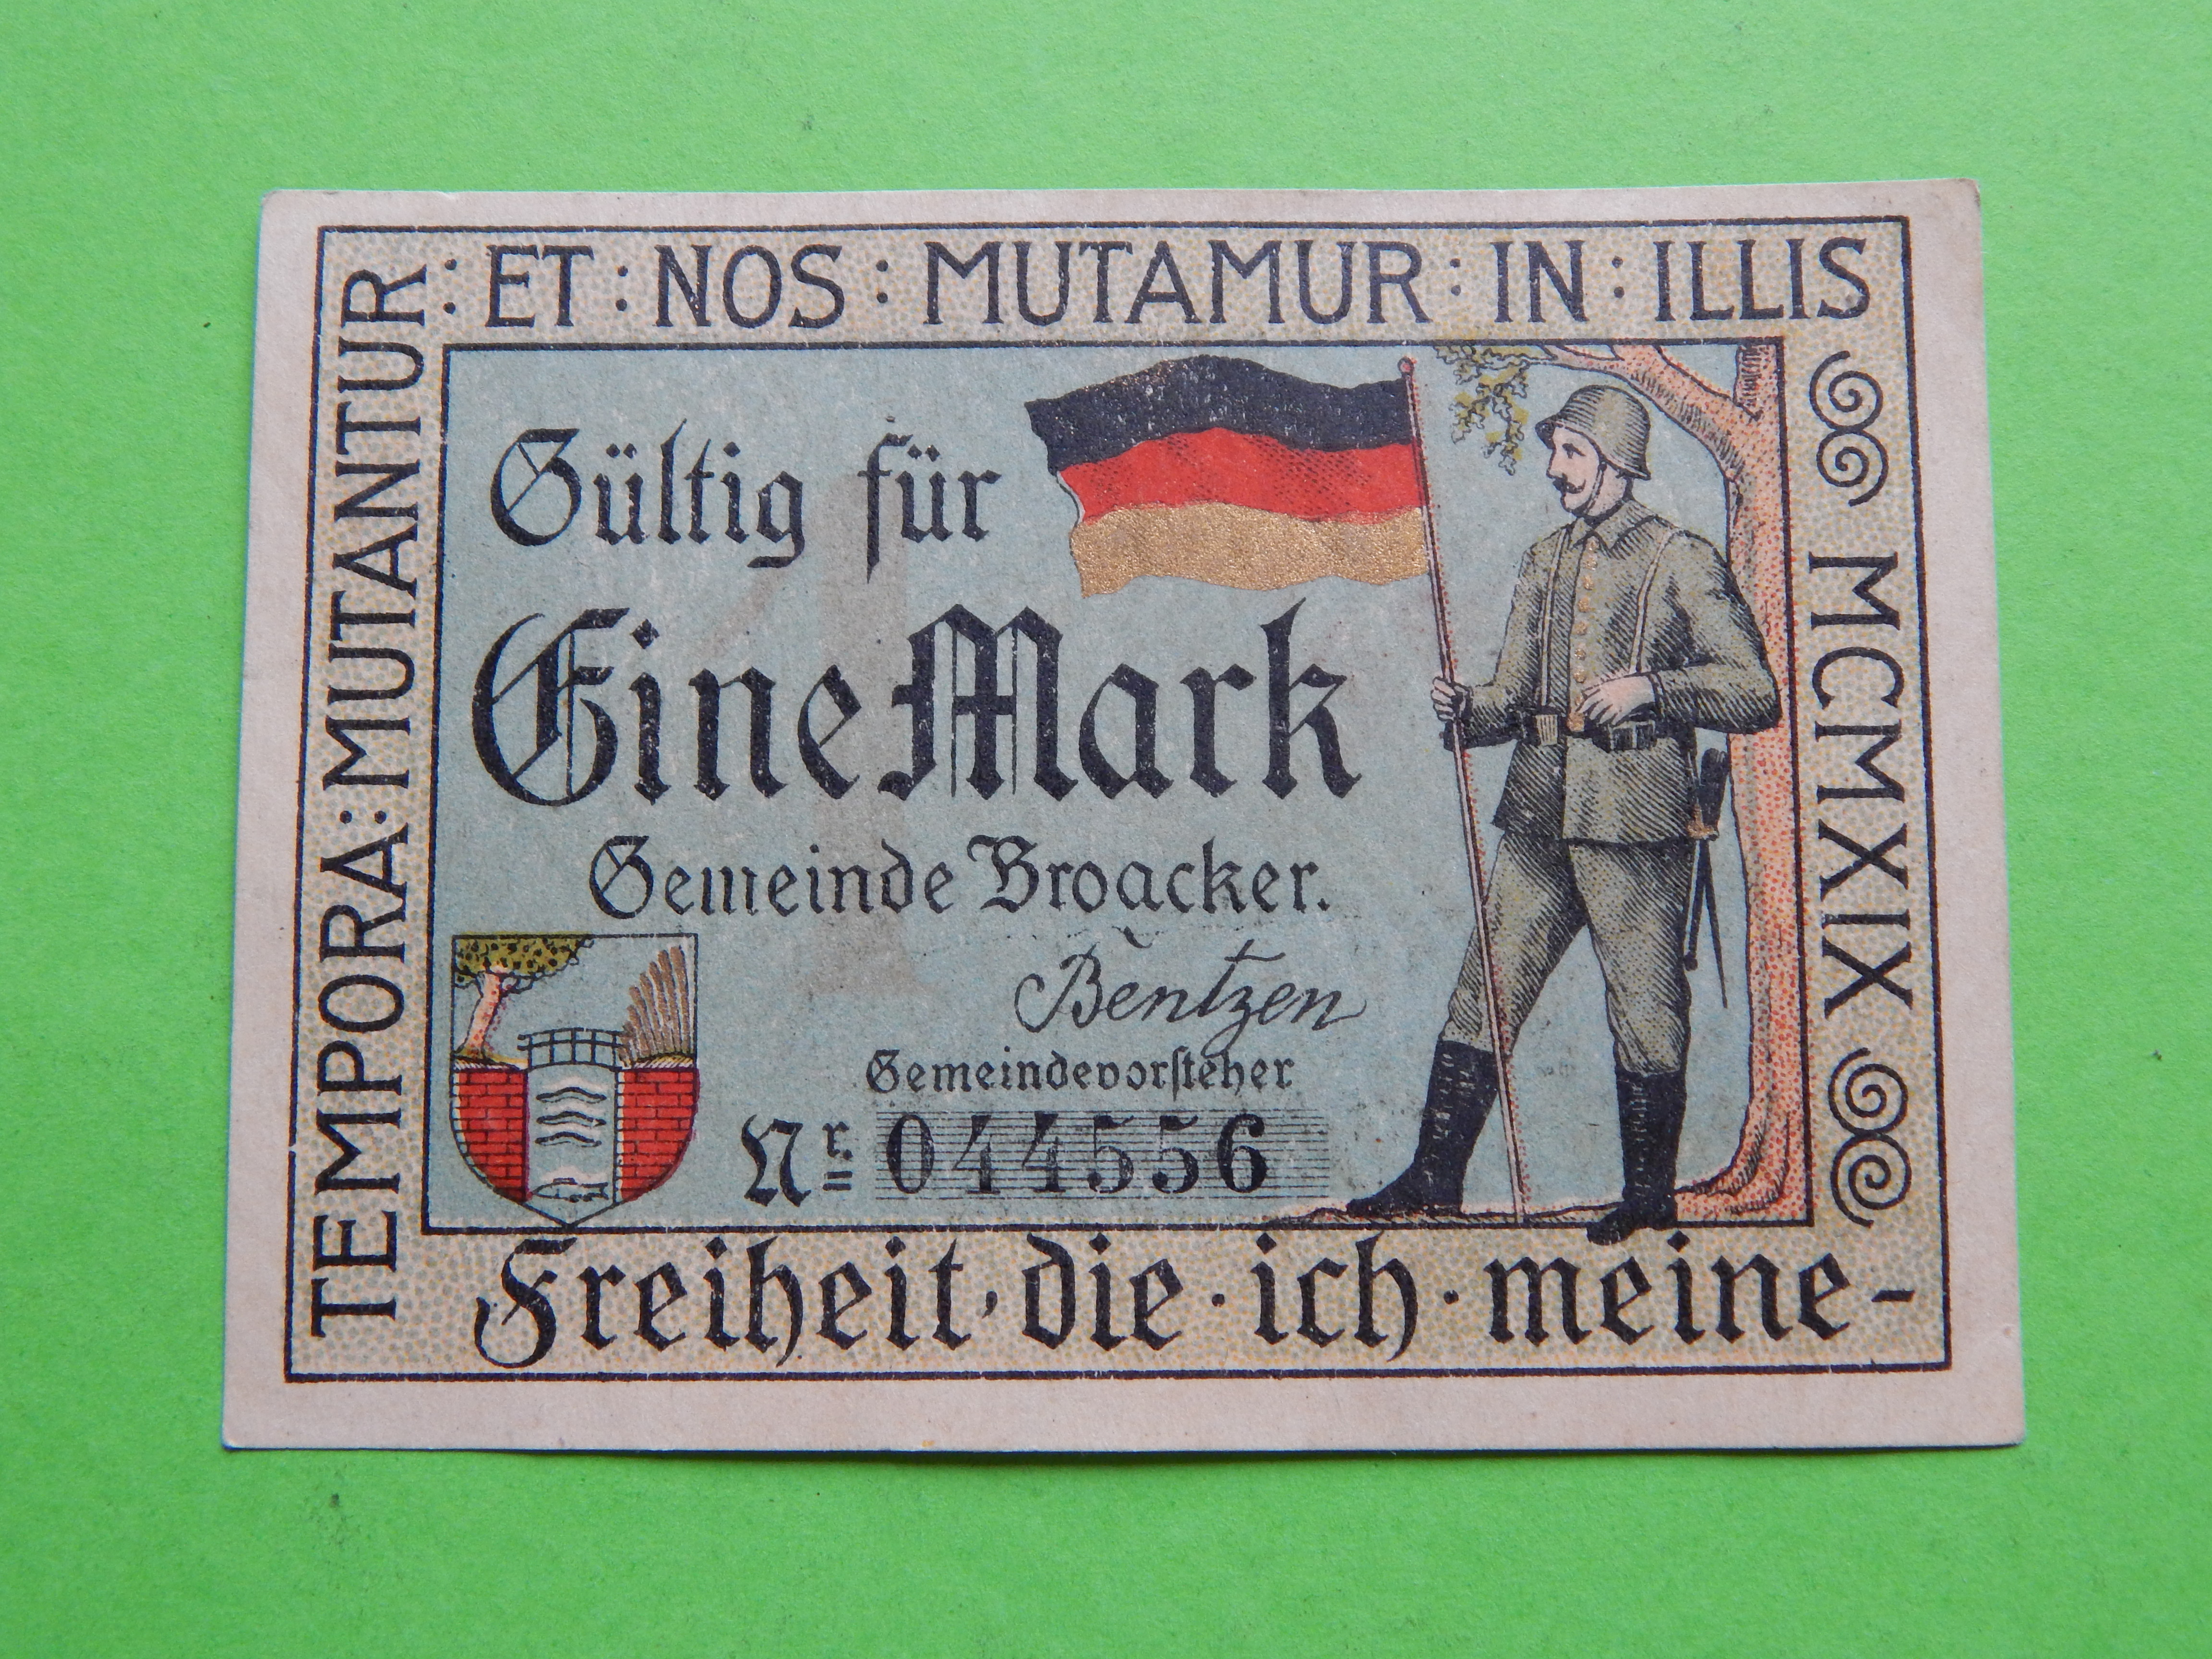 TEMPORA:MUTANTUR
:ET:NOS:MUTAMUR:IN:ILLIS
MCMXIX
Gültig für
Eine Mark
Gemeinde Broacker.
Bentzen
Gemeindevorsteher
Nr. 044556
Freiheit, die · ich · meine-